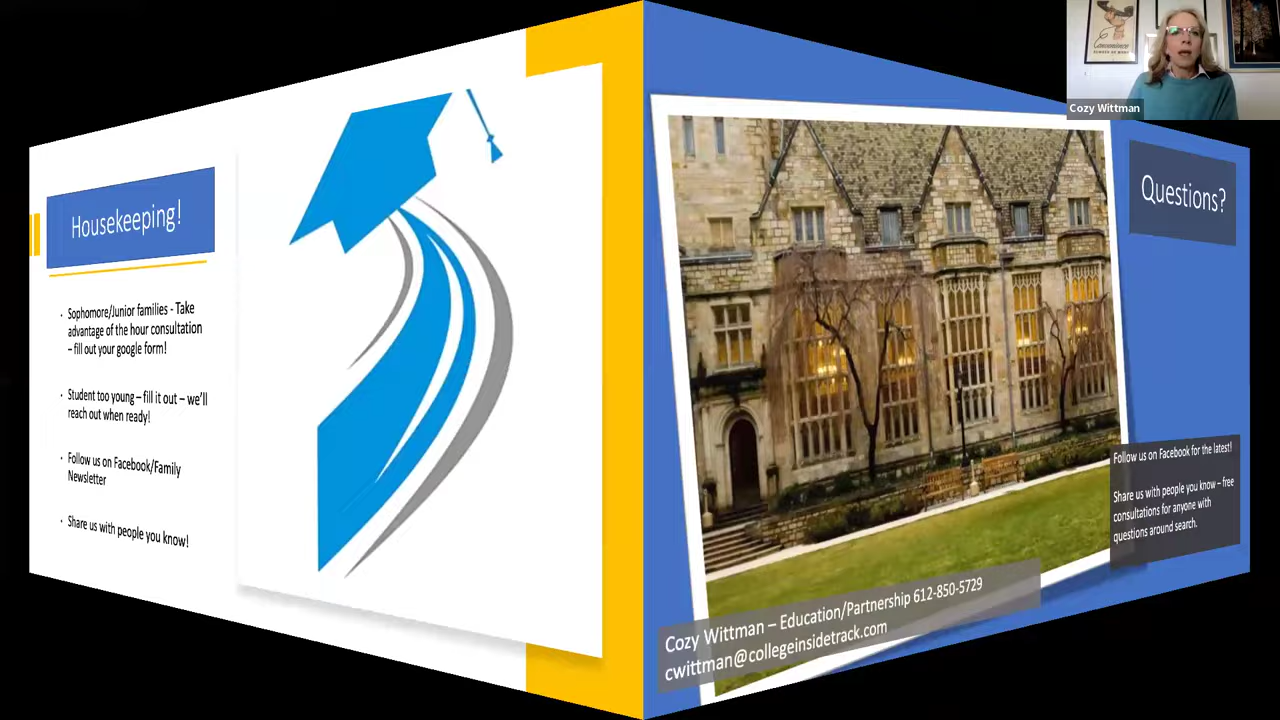 Housekeeping!
· Sophomore/Junior families - Take
advantage of the hour consultation
– fill out your google form!
· Student too young – fill it out – we'll
reach out when ready!
· Follow us on Facebook/Family
Newsletter
· Share us with people you know!
Questions?
Follow us on Facebook for the latest!
Share us with people you know – free
consultations for anyone with
questions around search.
Cozy Wittman – Education/Partnership 612-850-5729
cwittman@collegeinsidetrack.com
Cozy Wittman